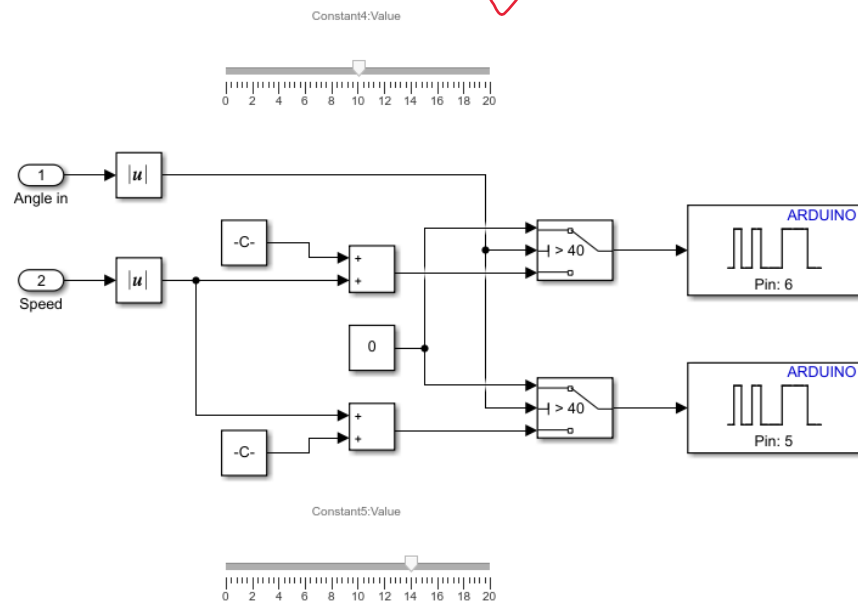 Constant4:Value
0 2 4 6 8 10 12 14 16 18 20
1
|u|
Angle in
ARDUINO
-C-
+
+
> 40
Pin: 6
2
|u|
Speed
0
ARDUINO
+
+
> 40
-C-
Pin: 5
Constant5:Value
0 2 4 6 8 10 12 14 16 18 20